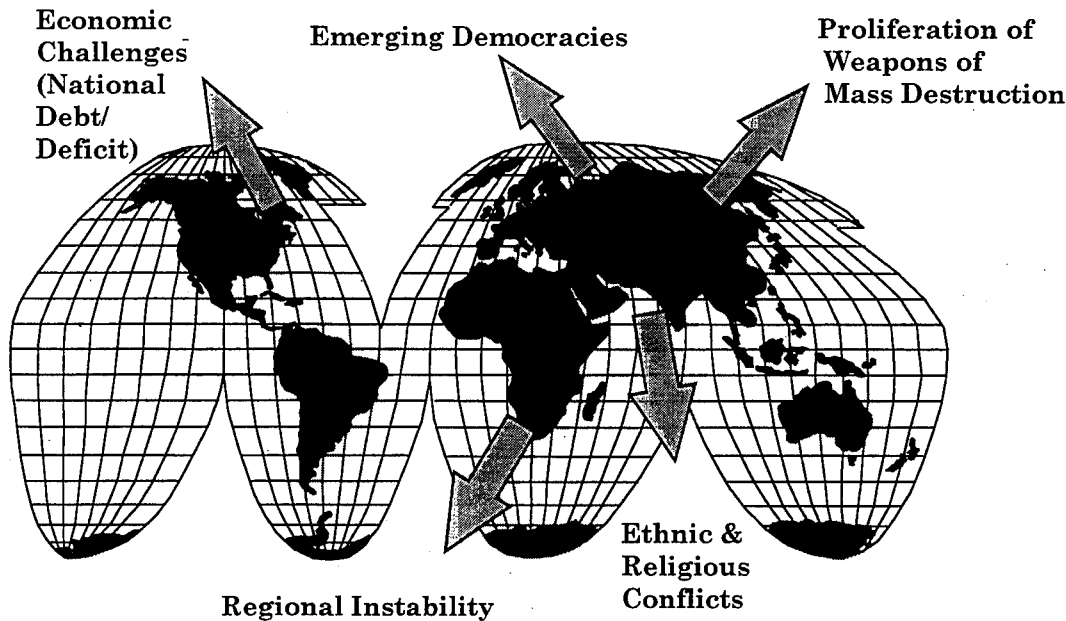 Economic
Challenges
(National
Debt/
Deficit)
Emerging Democracies
Proliferation of
Weapons of
Mass Destruction
Regional Instability
Ethnic &
Religious
Conflicts